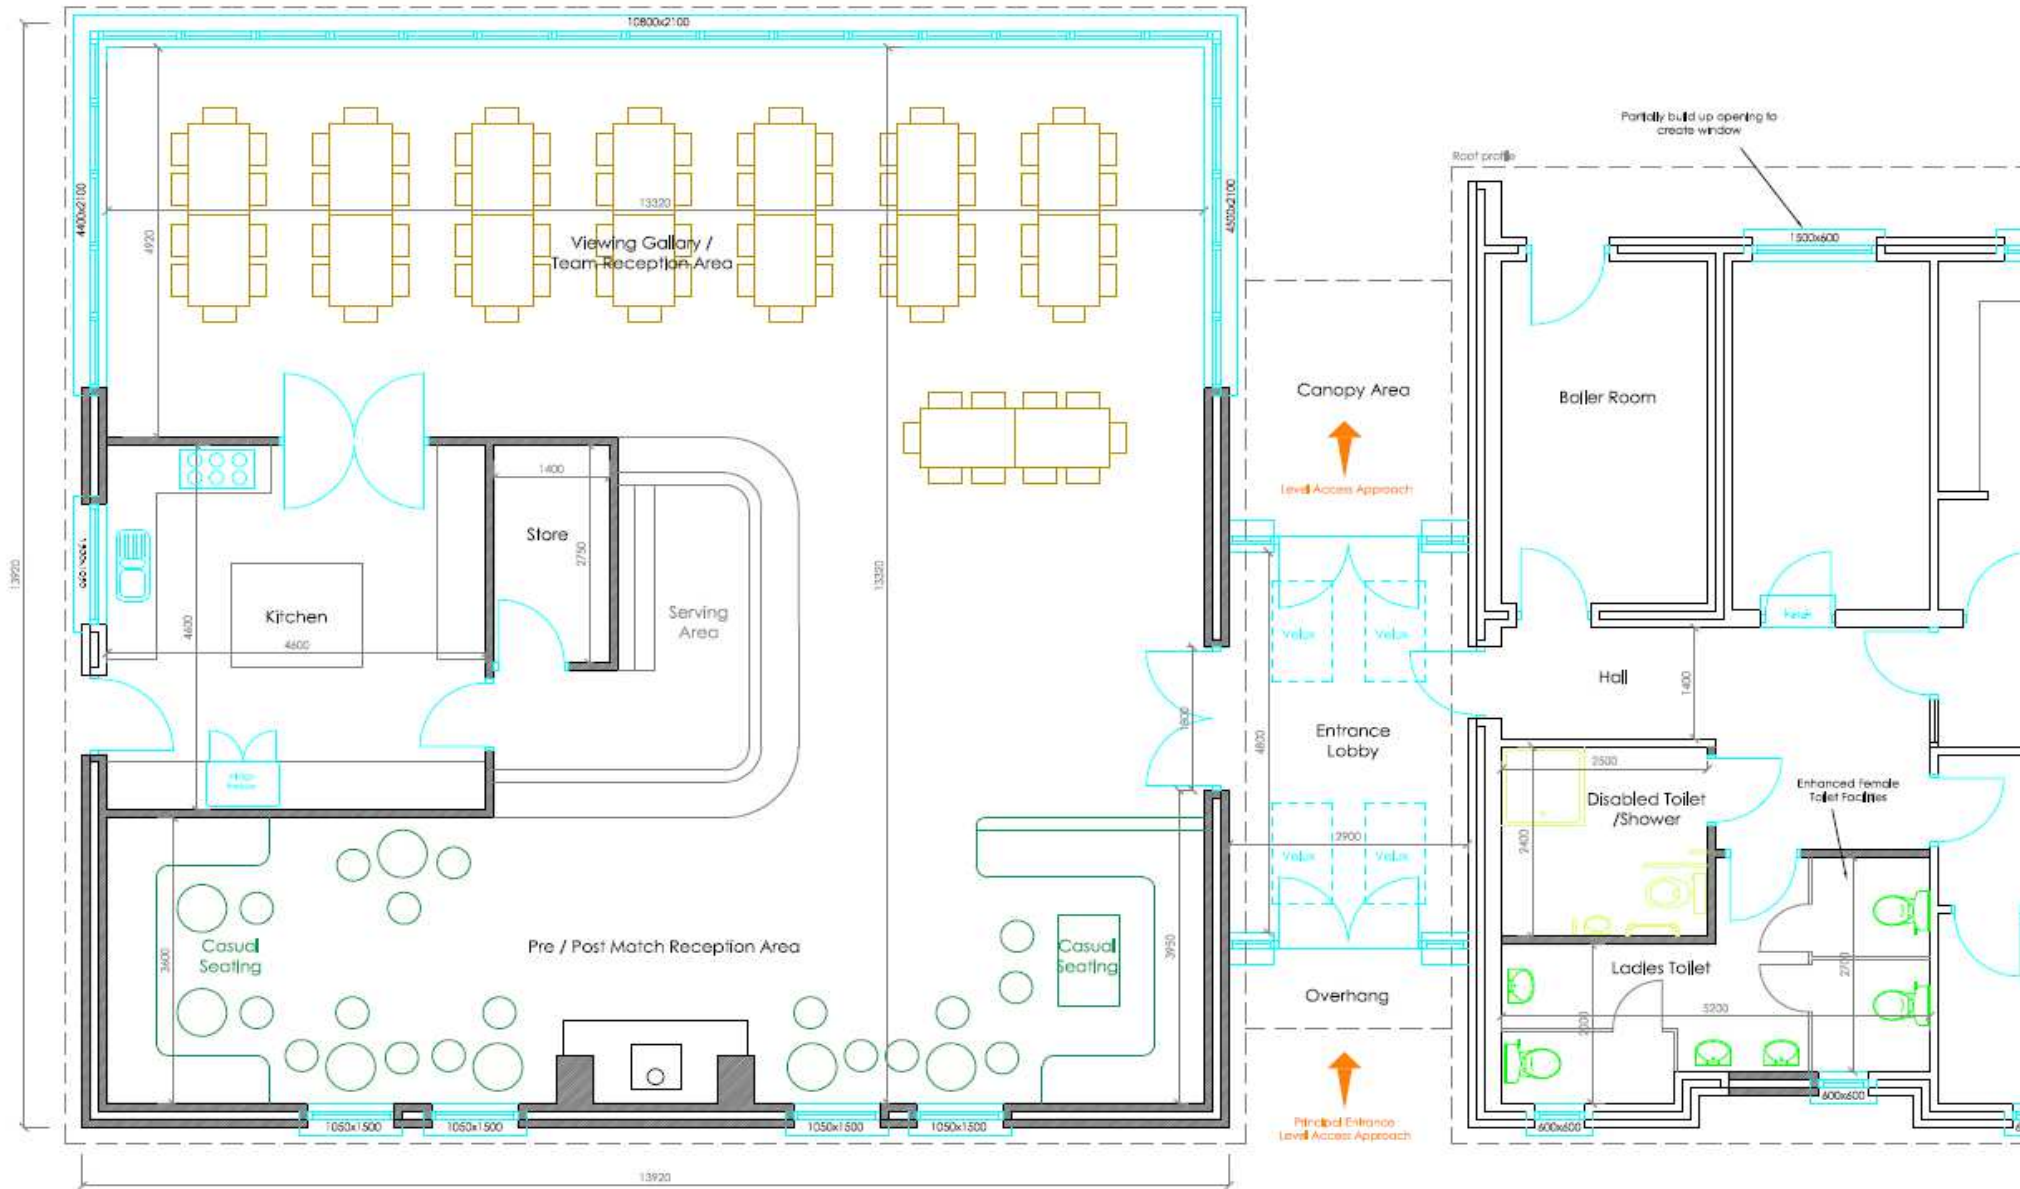 10800x2100
4400x2100
4920
13320
Viewing Gallary /
Team Reception Area
4500x2100
13920
13320
Partially build up opening to
create window
Roof profile
1500x600
Canopy Area
Level Access Approach
Boiler Room
1400
Store
2750
Kitchen
4600
4600
Serving
Area
Velux
Velux
Hall
1400
1800
4800
Entrance
Lobby
2500
Disabled Toilet
/Shower
2400
Enhanced Female
Toilet Facilities
2900
Velux
Velux
Casual
Seating
3600
Pre / Post Match Reception Area
Casual
Seating
3950
Overhang
Ladies Toilet
2700
5200
Principal Entrance
Level Access Approach
1050x1500
1050x1500
1050x1500
1050x1500
600x600
600x600
13920